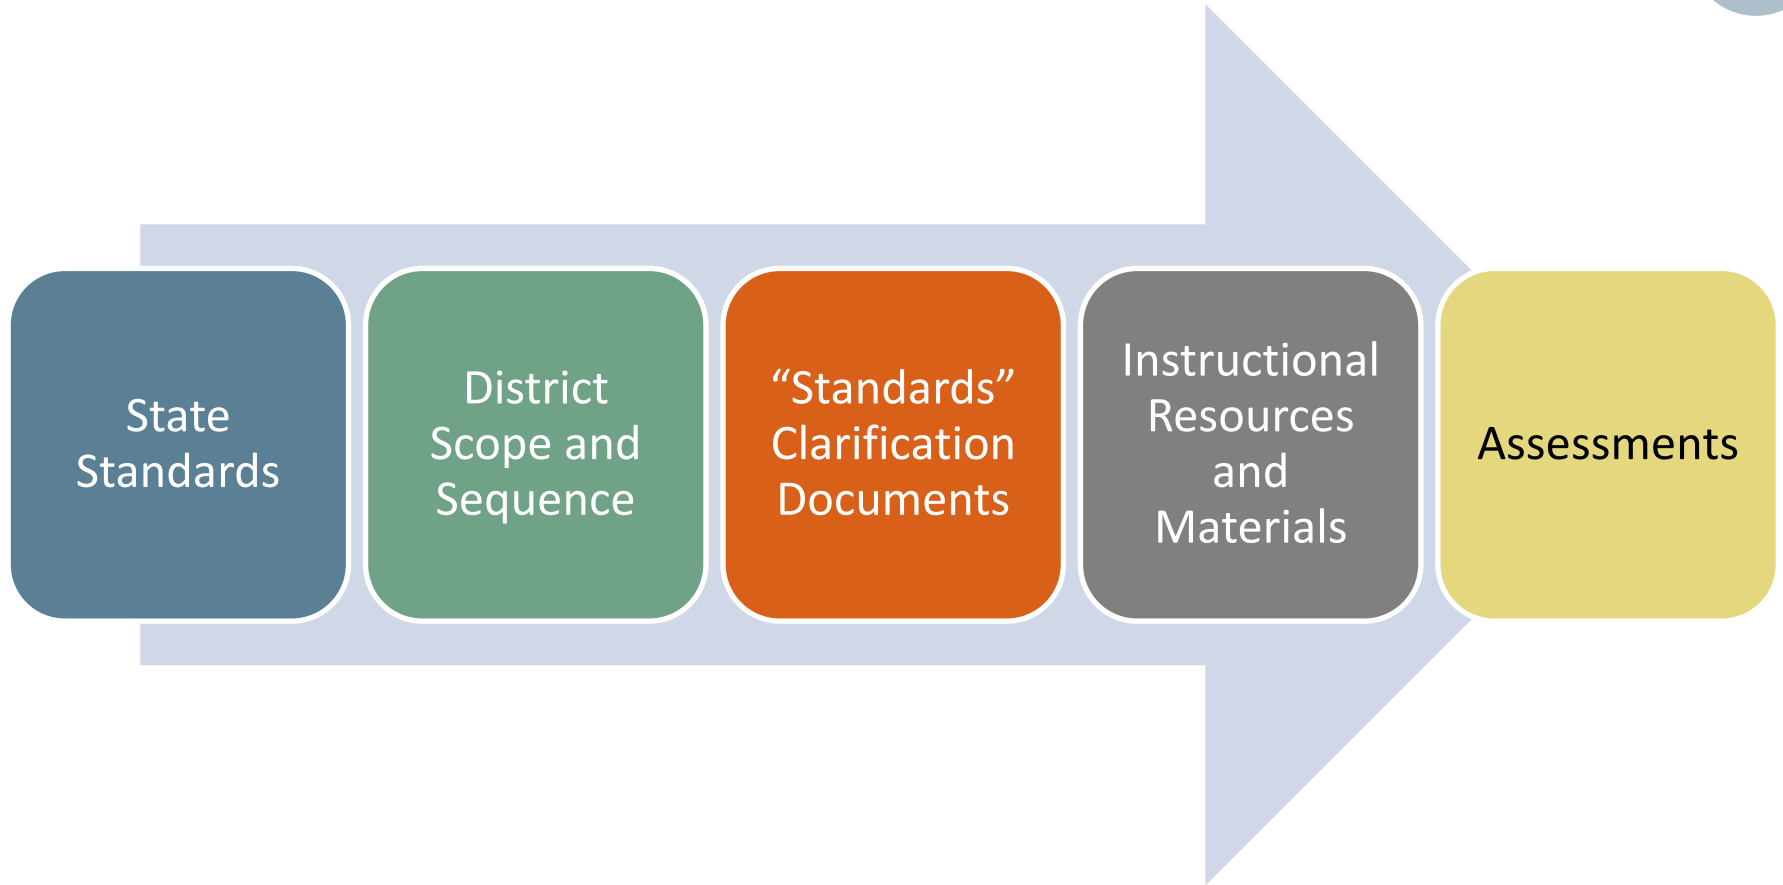 State
Standards
District
Scope and
Sequence
“Standards”
Clarification
Documents
Instructional
Resources
and
Materials
Assessments